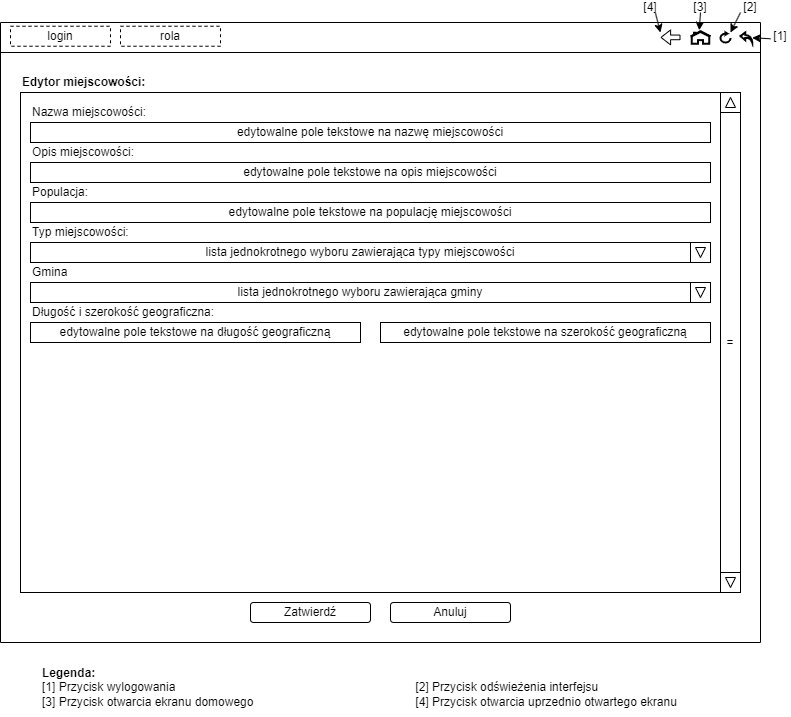 [4] [3] [2]
login rola [1]
Edytor miejscowości:
Nazwa miejscowości:
edytowalne pole tekstowe na nazwę miejscowości
Opis miejscowości:
edytowalne pole tekstowe na opis miejscowości
Populacja:
edytowalne pole tekstowe na populację miejscowości
Typ miejscowości:
lista jednokrotnego wyboru zawierająca typy miejscowości
Gmina
lista jednokrotnego wyboru zawierająca gminy
Długość i szerokość geograficzna:
edytowalne pole tekstowe na długość geograficzną edytowalne pole tekstowe na szerokość geograficzną
=
Zatwierdź Anuluj
Legenda:
[1] Przycisk wylogowania [2] Przycisk odświeżenia interfejsu
[3] Przycisk otwarcia ekranu domowego [4] Przycisk otwarcia uprzednio otwartego ekranu